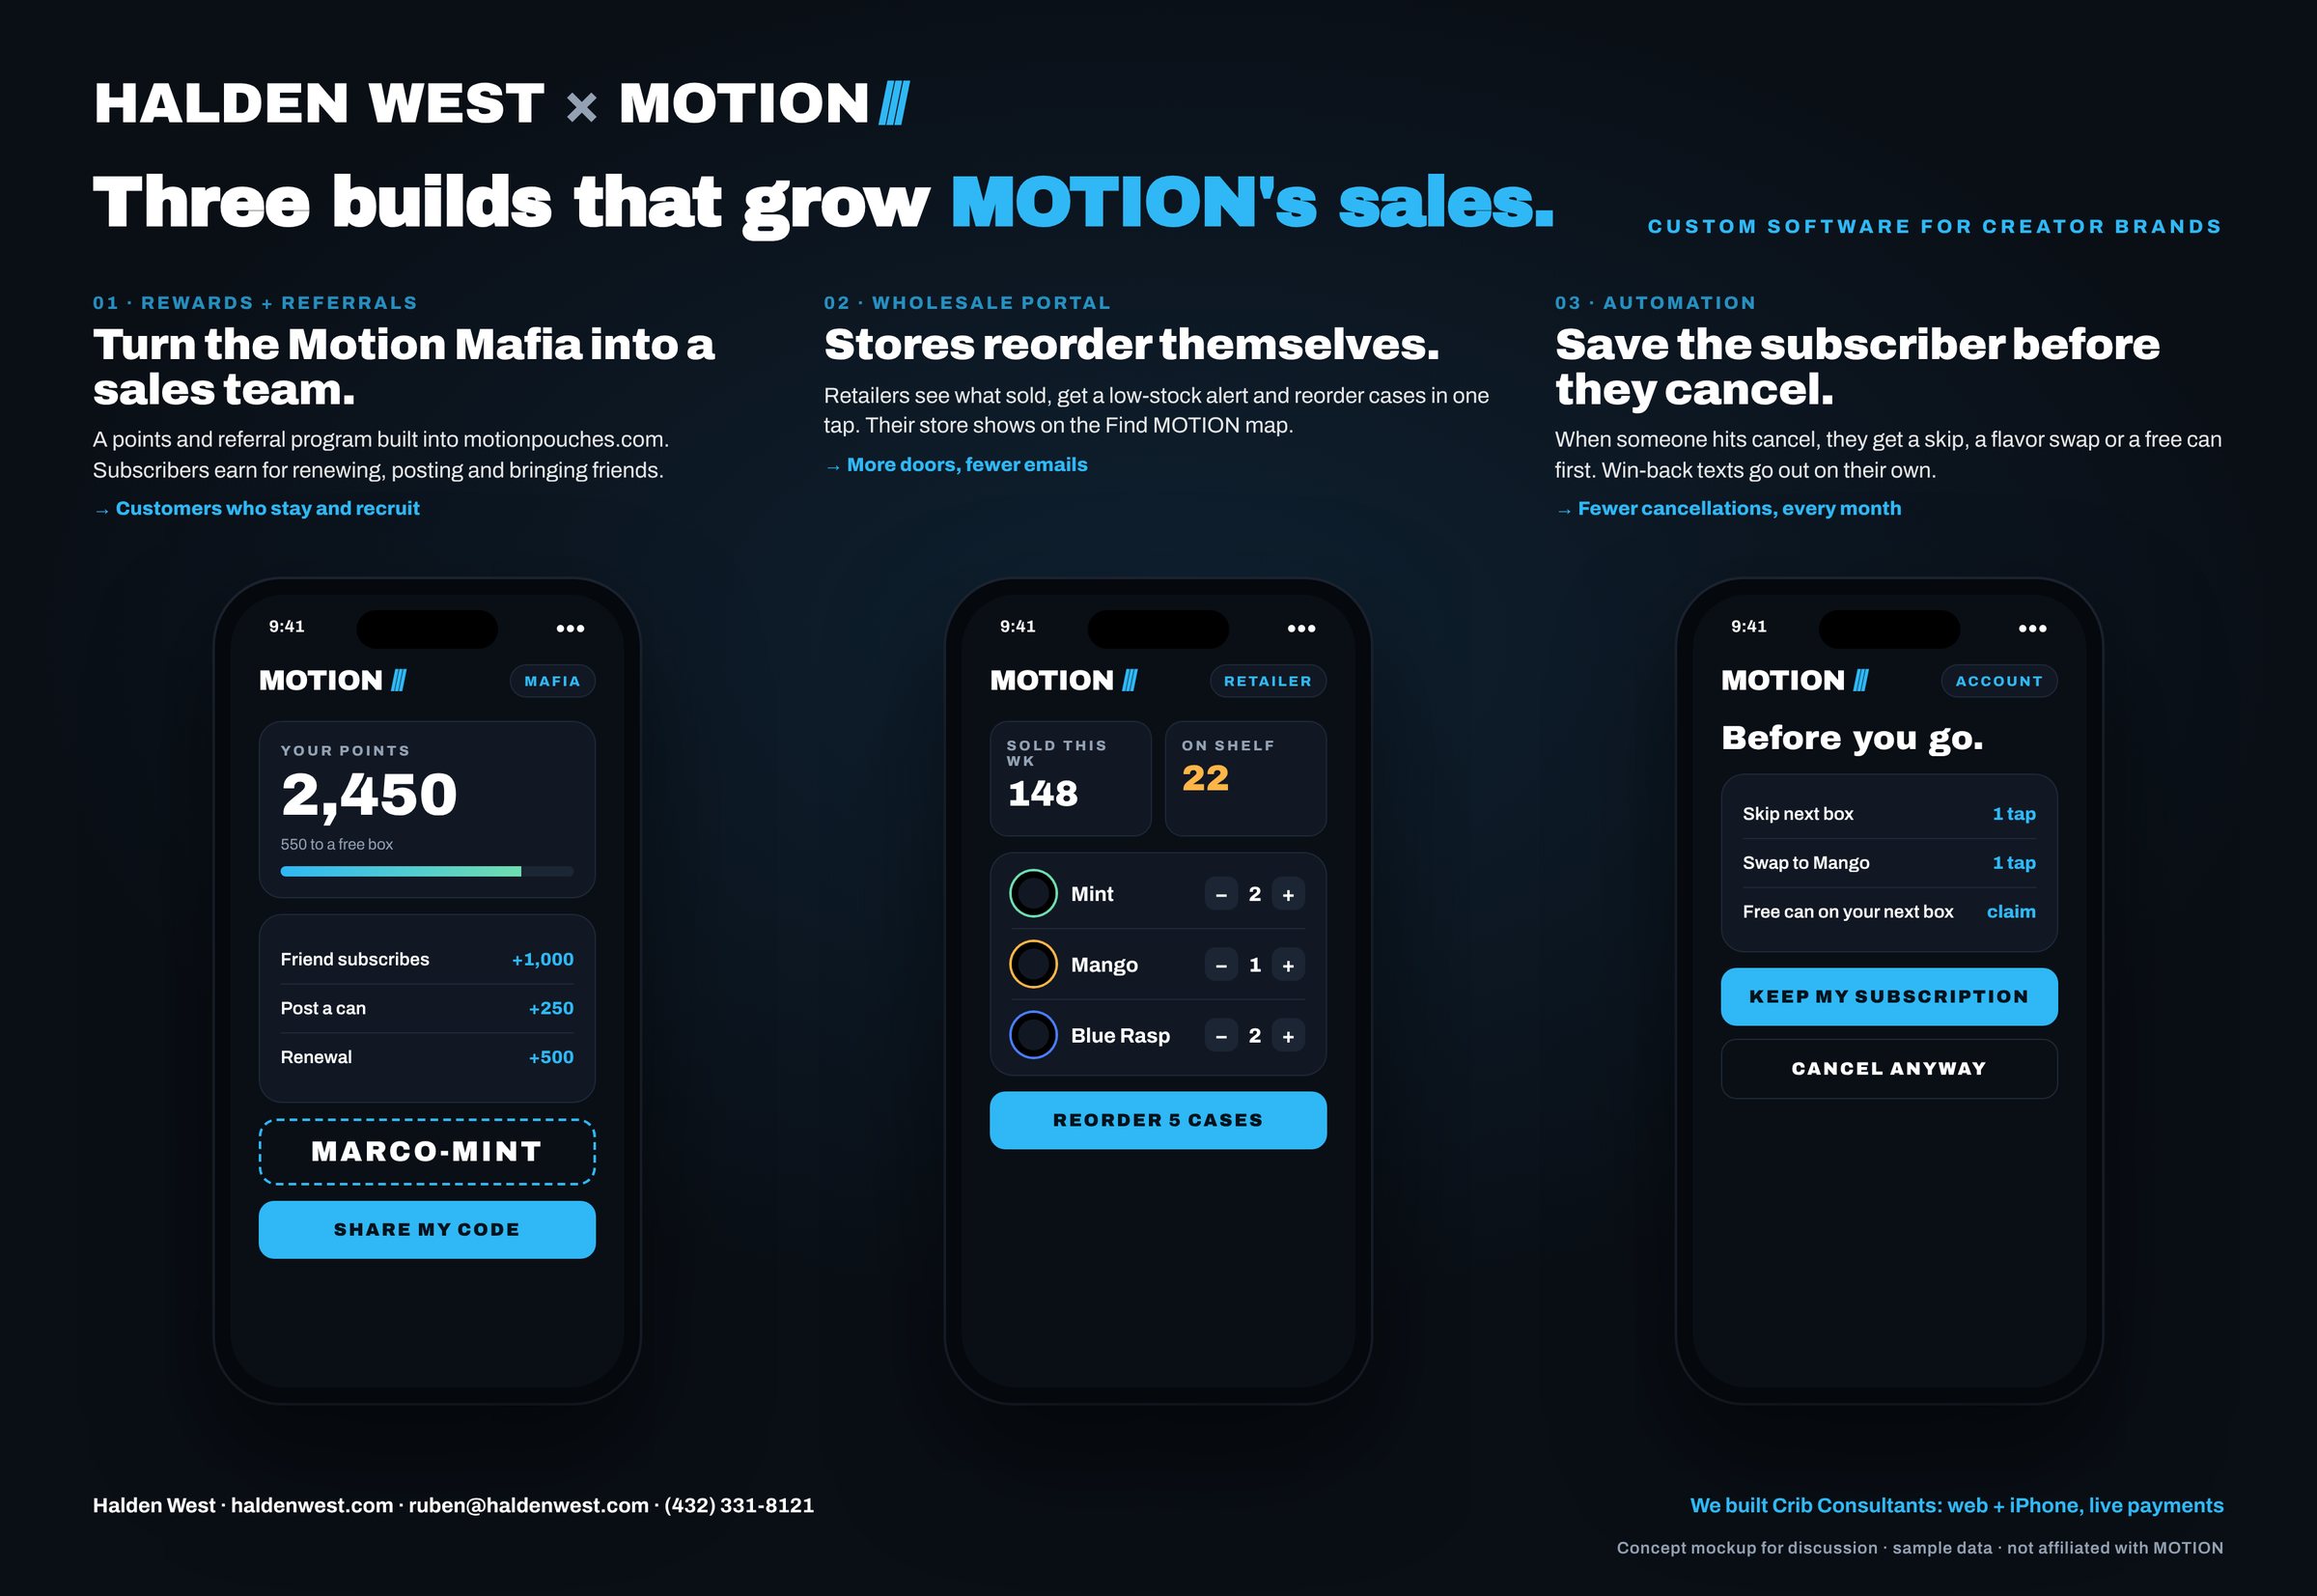 HALDEN WEST × MOTION///
Three builds that grow MOTION's sales.
CUSTOM SOFTWARE FOR CREATOR BRANDS
01 · REWARDS + REFERRALS
Turn the Motion Mafia into a
sales team.
A points and referral program built into motionpouches.com.
Subscribers earn for renewing, posting and bringing friends.
→ Customers who stay and recruit
02 · WHOLESALE PORTAL
Stores reorder themselves.
Retailers see what sold, get a low-stock alert and reorder cases in one
tap. Their store shows on the Find MOTION map.
→ More doors, fewer emails
03 · AUTOMATION
Save the subscriber before
they cancel.
When someone hits cancel, they get a skip, a flavor swap or a free can
first. Win-back texts go out on their own.
→ Fewer cancellations, every month
9:41 ●●●
MOTION /// MAFIA
YOUR POINTS
2,450
550 to a free box
Friend subscribes +1,000
Post a can +250
Renewal +500
MARCO-MINT
SHARE MY CODE
9:41 ●●●
MOTION /// RETAILER
SOLD THIS
WK
148
ON SHELF
22
Mint – 2 +
Mango – 1 +
Blue Rasp – 2 +
REORDER 5 CASES
9:41 ●●●
MOTION /// ACCOUNT
Before you go.
Skip next box 1 tap
Swap to Mango 1 tap
Free can on your next box claim
KEEP MY SUBSCRIPTION
CANCEL ANYWAY
Halden West · haldenwest.com · ruben@haldenwest.com · (432) 331-8121
We built Crib Consultants: web + iPhone, live payments
Concept mockup for discussion · sample data · not affiliated with MOTION